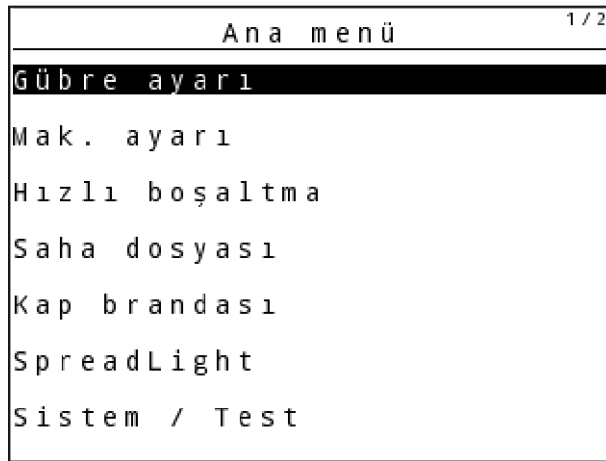 Ana menü 1/2
Gübre ayarı
Mak. ayarı
Hızlı boşaltma
Saha dosyası
Kap brandası
SpreadLight
Sistem / Test